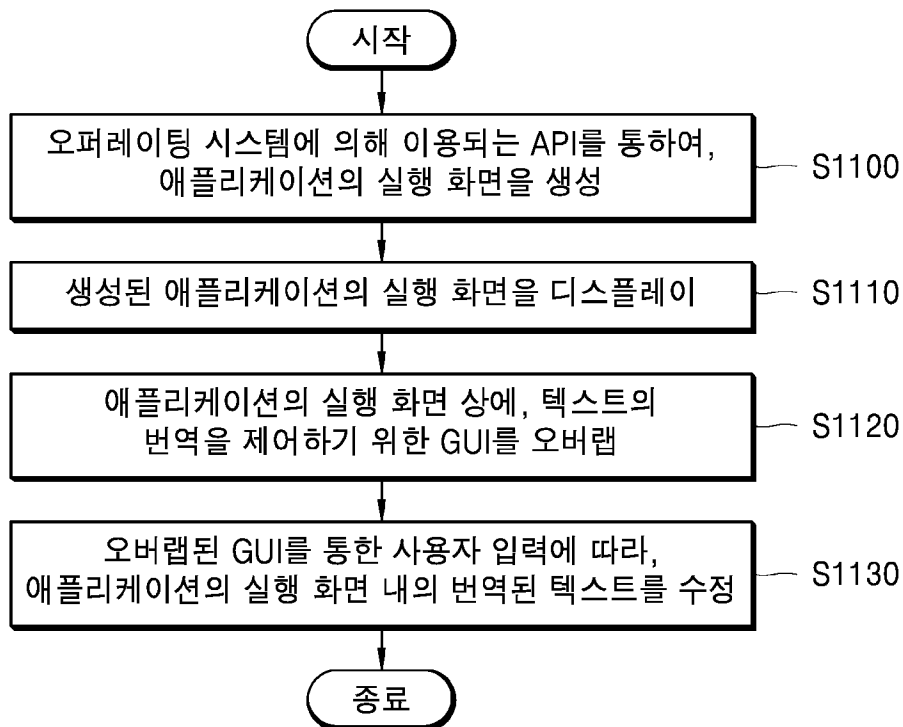 시작
오퍼레이팅 시스템에 의해 이용되는 API를 통하여,
애플리케이션의 실행 화면을 생성
S1100
생성된 애플리케이션의 실행 화면을 디스플레이
S1110
애플리케이션의 실행 화면 상에, 텍스트의
번역을 제어하기 위한 GUI를 오버랩
S1120
오버랩된 GUI를 통한 사용자 입력에 따라,
애플리케이션의 실행 화면 내의 번역된 텍스트를 수정
S1130
종료